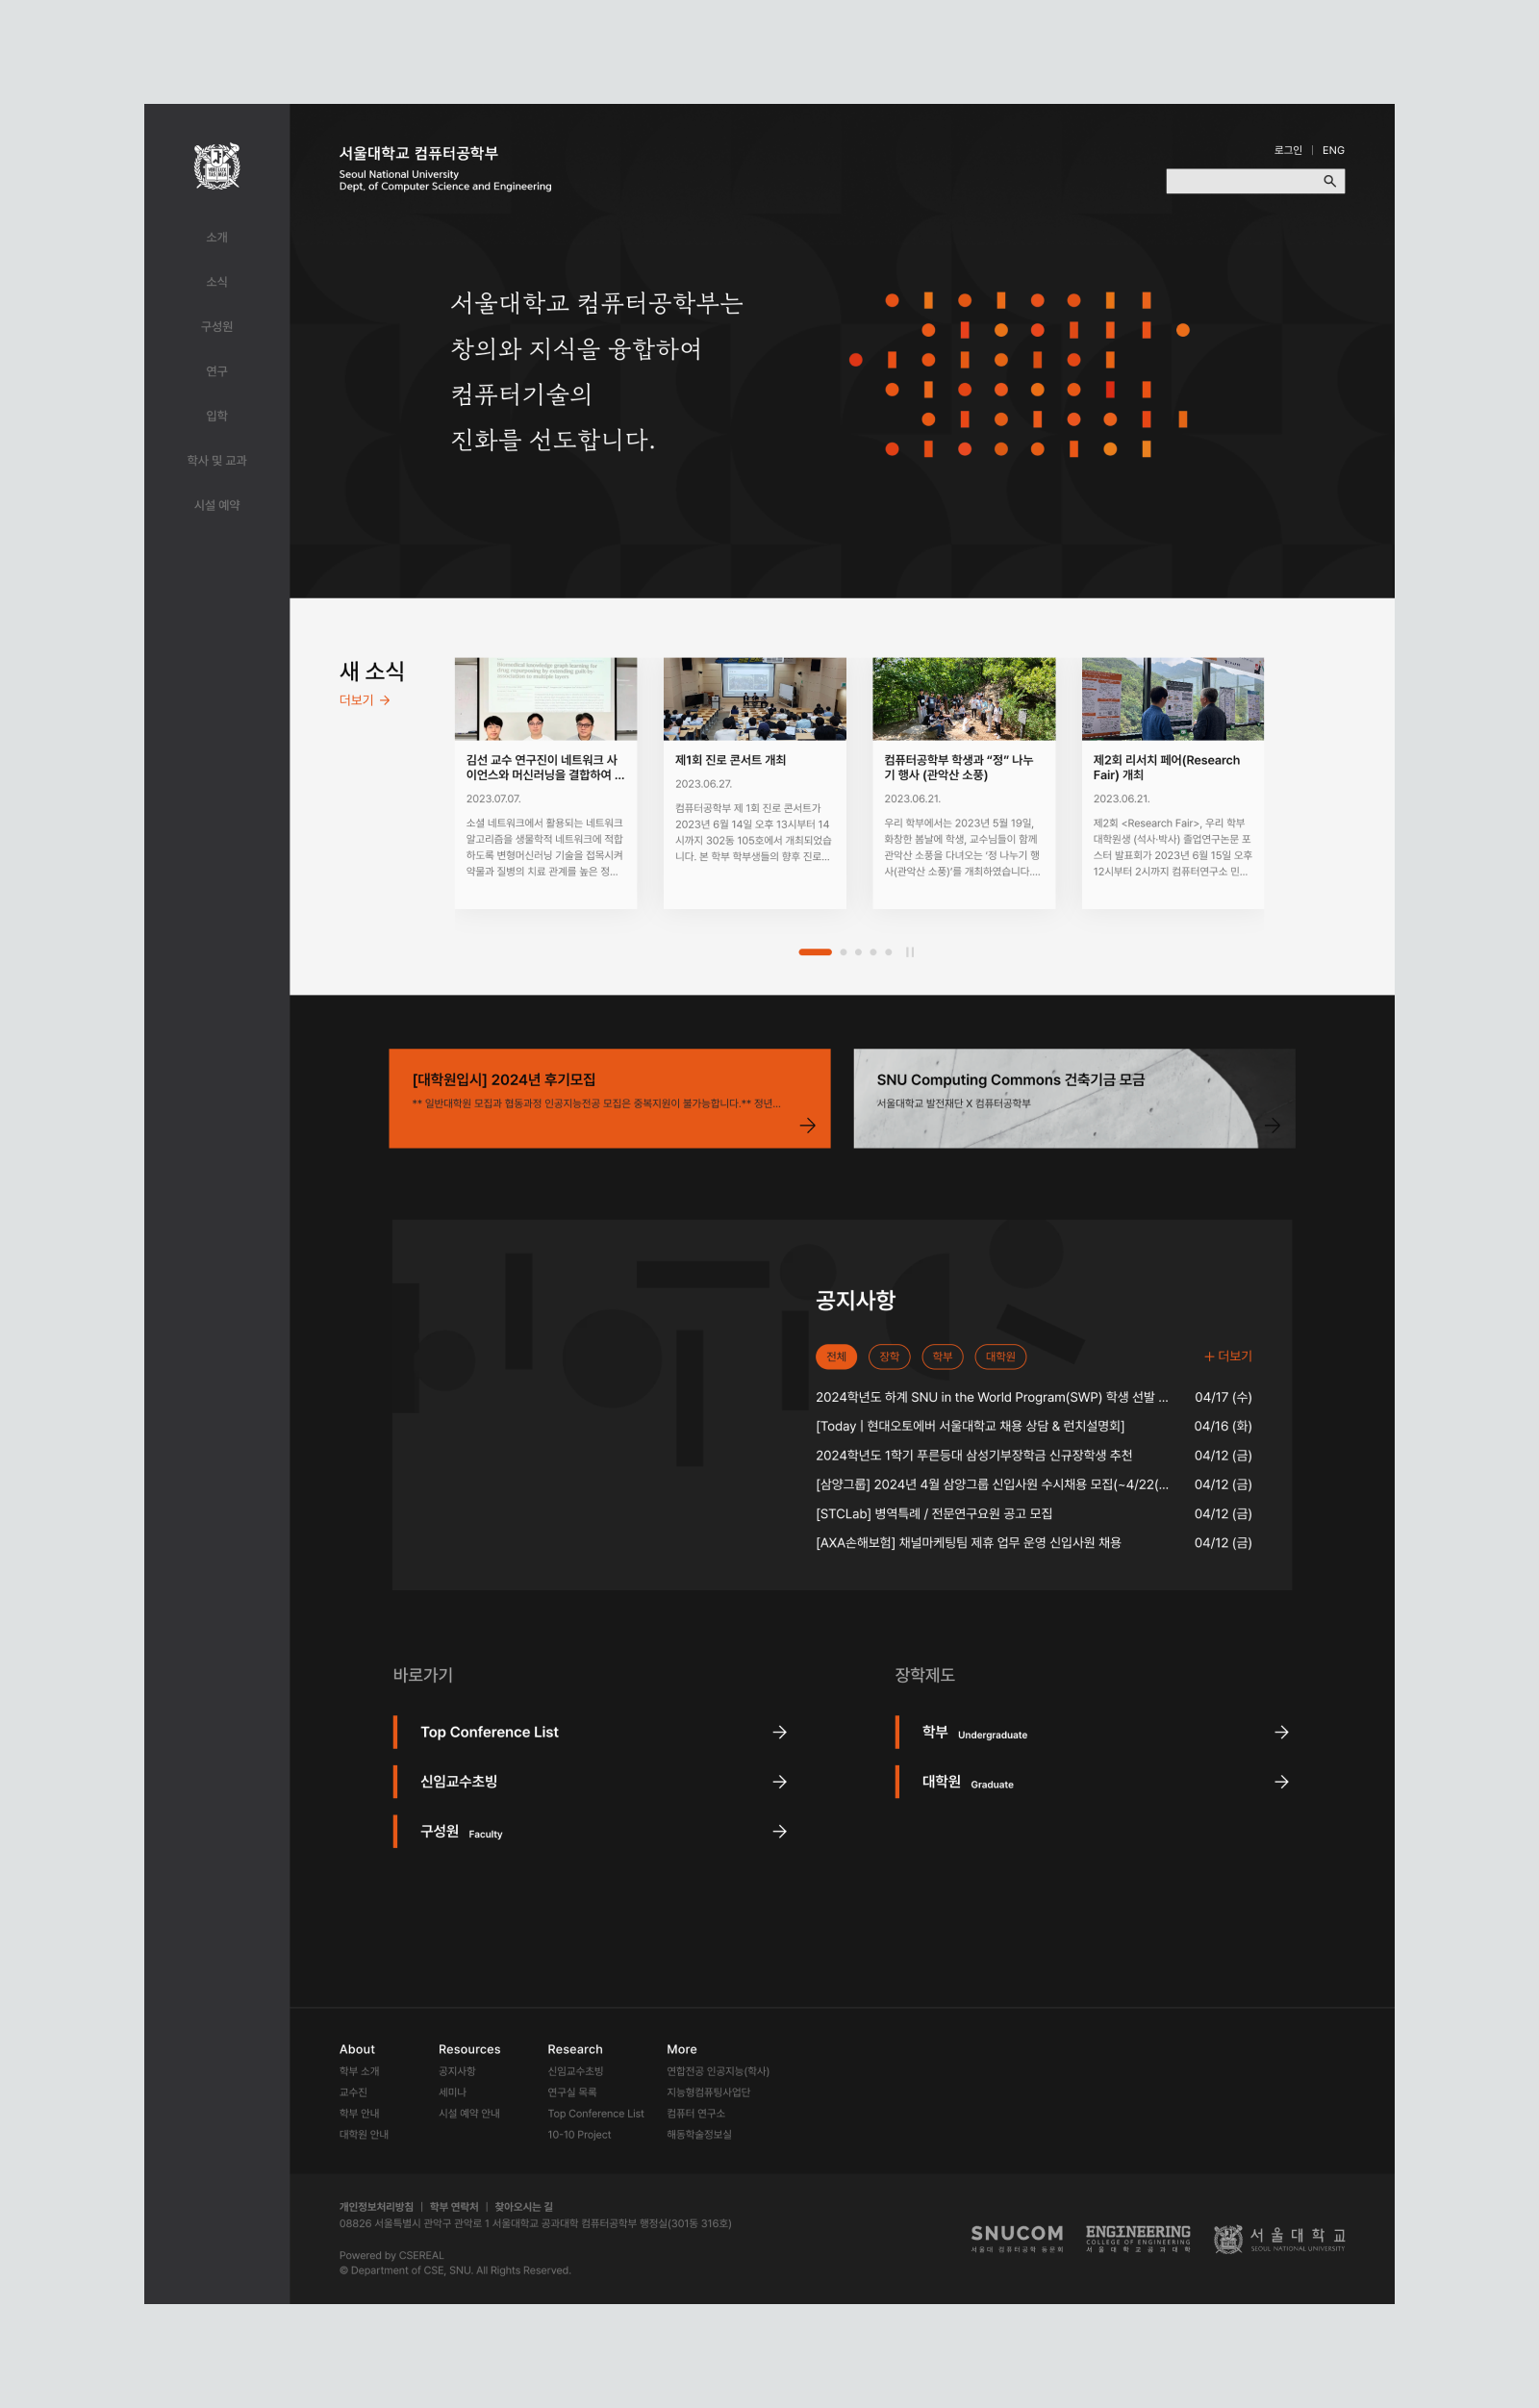 서울대학교 컴퓨터공학부
Seoul National University
Dept. of Computer Science and Engineering
로그인 | ENG
소개
소식
구성원
연구
입학
학사 및 교과
시설 예약
서울대학교 컴퓨터공학부는
창의와 지식을 융합하여
컴퓨터기술의
진화를 선도합니다.
새 소식
더보기 →
김선 교수 연구진이 네트워크 사
이언스와 머신러닝을 결합하여 ...
2023.07.07.
소셜 네트워크에서 활용되는 네트워크
알고리즘을 생물학적 네트워크에 적합
하도록 변형머신러닝 기술을 접목시켜
약물과 질병의 치료 관계를 높은 정...
제1회 진로 콘서트 개최
2023.06.27.
컴퓨터공학부 제 1회 진로 콘서트가
2023년 6월 14일 오후 13시부터 14
시까지 302동 105호에서 개최되었습
니다. 본 학부 학부생들의 향후 진로...
컴퓨터공학부 학생과 “정” 나누
기 행사 (관악산 소풍)
2023.06.21.
우리 학부에서는 2023년 5월 19일,
화창한 봄날에 학생, 교수님들이 함께
관악산 소풍을 다녀오는 ‘정 나누기 행
사(관악산 소풍)’를 개최하였습니다....
제2회 리서치 페어(Research
Fair) 개최
2023.06.21.
제2회 <Research Fair>, 우리 학부
대학원생 (석사·박사) 졸업연구논문 포
스터 발표회가 2023년 6월 15일 오후
12시부터 2시까지 컴퓨터연구소 민...
[대학원입시] 2024년 후기모집
** 일반대학원 모집과 협동과정 인공지능전공 모집은 중복지원이 불가능합니다.** 정년...
SNU Computing Commons 건축기금 모금
서울대학교 발전재단 X 컴퓨터공학부
공지사항
전체 장학 학부 대학원 + 더보기
2024학년도 하계 SNU in the World Program(SWP) 학생 선발 ... 04/17 (수)
[Today | 현대오토에버 서울대학교 채용 상담 & 런치설명회] 04/16 (화)
2024학년도 1학기 푸른등대 삼성기부장학금 신규장학생 추천 04/12 (금)
[삼양그룹] 2024년 4월 삼양그룹 신입사원 수시채용 모집(~4/22(... 04/12 (금)
[STCLab] 병역특례 / 전문연구요원 공고 모집 04/12 (금)
[AXA손해보험] 채널마케팅팀 제휴 업무 운영 신입사원 채용 04/12 (금)
바로가기
Top Conference List
신임교수초빙
구성원 Faculty
장학제도
학부 Undergraduate
대학원 Graduate
About
학부 소개
교수진
학부 안내
대학원 안내
Resources
공지사항
세미나
시설 예약 안내
Research
신임교수초빙
연구실 목록
Top Conference List
10-10 Project
More
연합전공 인공지능(학사)
지능형컴퓨팅사업단
컴퓨터 연구소
해동학술정보실
개인정보처리방침 | 학부 연락처 | 찾아오시는 길
08826 서울특별시 관악구 관악로 1 서울대학교 공과대학 컴퓨터공학부 행정실(301동 316호)
Powered by CSEREAL
© Department of CSE, SNU. All Rights Reserved.
SNUCOM
서울대 컴퓨터공학 동문회
ENGINEERING
COLLEGE OF ENGINEERING
서울대학교공과대학
서울대학교
SEOUL NATIONAL UNIVERSITY